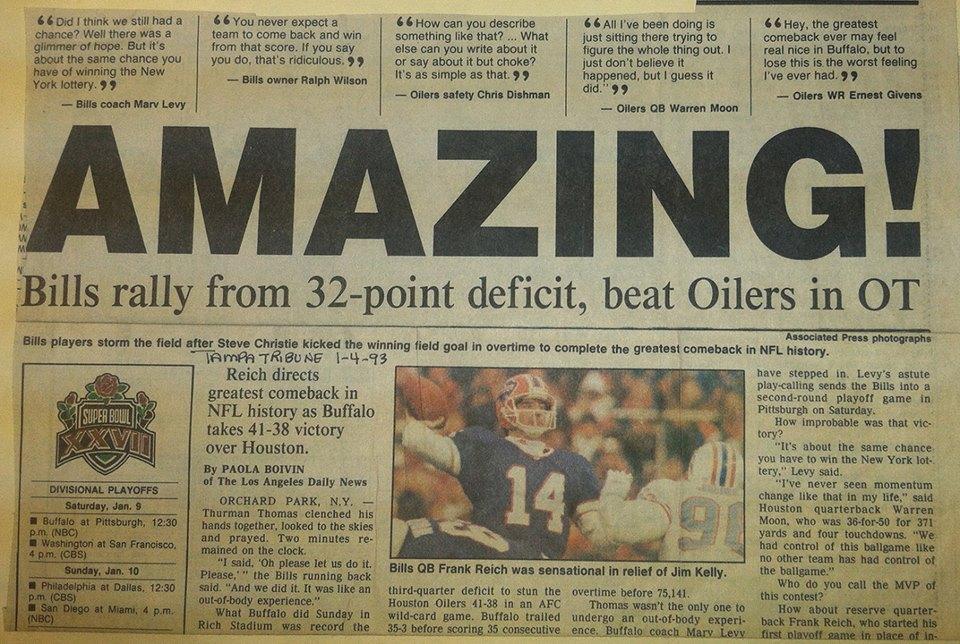 “Did I think we still had a
chance? Well there was a
glimmer of hope. But it's
about the same chance you
have of winning the New
York lottery.”
— Bills coach Marv Levy
“You never expect a
team to come back and win
from that score. If you say
you do, that's ridiculous.”
— Bills owner Ralph Wilson
“How can you describe
something like that? ... What
else can you write about it
or say about it but choke?
It's as simple as that.”
— Oilers safety Chris Dishman
“All I've been doing is
just sitting there trying to
figure the whole thing out. I
just don't believe it
happened, but I guess it
did."”
— Oilers QB Warren Moon
“Hey, the greatest
comeback ever may feel
real nice in Buffalo, but to
lose this is the worst feeling
I've ever had.”
— Oilers WR Ernest Givens
AMAZING!
Bills rally from 32-point deficit, beat Oilers in OT
Associated Press photographs
Bills players storm the field after Steve Christie kicked the winning field goal in overtime to complete the greatest comeback in NFL history.
TAMPA TRIBUNE 1-4-93
SUPER BOWL
XXVII
DIVISIONAL PLAYOFFS
Saturday, Jan. 9
■ Buffalo at Pittsburgh, 12:30
p.m. (NBC)
■ Washington at San Francisco,
4 p.m. (CBS)
Sunday, Jan. 10
■ Philadelphia at Dallas, 12:30
p.m. (CBS)
■ San Diego at Miami, 4 p.m.
(NBC)
Reich directs
greatest comeback in
NFL history as Buffalo
takes 41-38 victory
over Houston.
By PAOLA BOIVIN
of The Los Angeles Daily News
ORCHARD PARK, N.Y. —
Thurman Thomas clenched his
hands together, looked to the skies
and prayed. Two minutes re-
mained on the clock.
"I said, 'Oh please let us do it.
Please,' " the Bills running back
said. "And we did it. It was like an
out-of-body experience."
What Buffalo did Sunday in
Rich Stadium was record the
14
Bills QB Frank Reich was sensational in relief of Jim Kelly.
third-quarter deficit to stun the
Houston Oilers 41-38 in an AFC
wild-card game. Buffalo trailed
35-3 before scoring 35 consecutive
overtime before 75,141.
Thomas wasn't the only one to
undergo an out-of-body experi-
ence. Buffalo coach Marv Levy
have stepped in. Levy's astute
play-calling sends the Bills into a
second-round playoff game in
Pittsburgh on Saturday.
How improbable was that vic-
tory?
"It's about the same chance
you have to win the New York lot-
tery," Levy said.
"I've never seen momentum
change like that in my life," said
Houston quarterback Warren
Moon, who was 36-for-50 for 371
yards and four touchdowns. "We
had control of this ballgame like
no other team has had control of
the ballgame."
Who do you call the MVP of
this contest?
How about reserve quarter-
back Frank Reich, who started his
first playoff game in place of in-